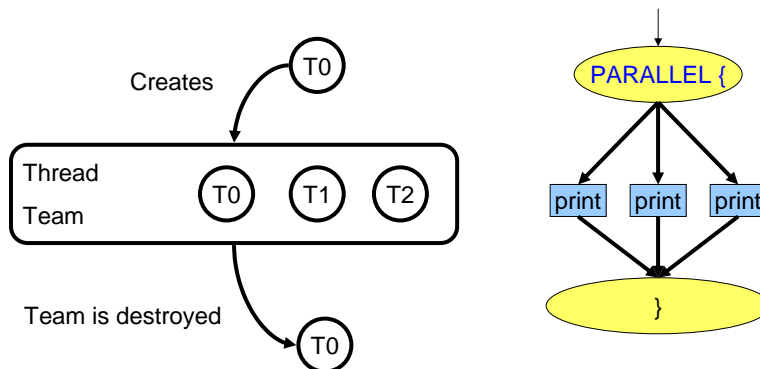 T0
Creates
Thread
Team
T0 T1 T2
Team is destroyed
T0
PARALLEL {
print print print
}